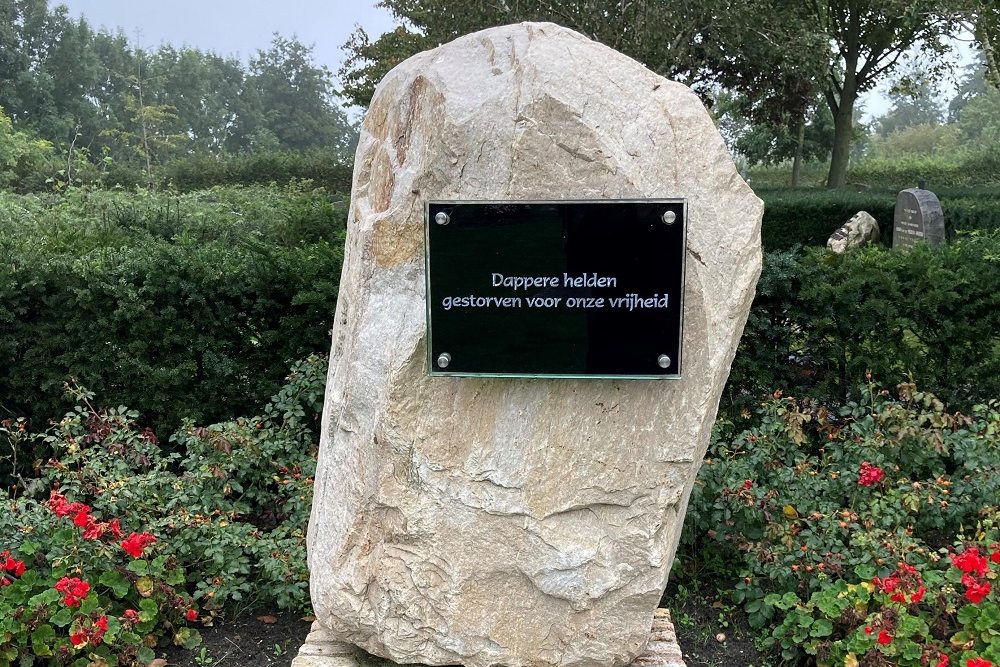 Dappere helden
gestorven voor onze vrijheid